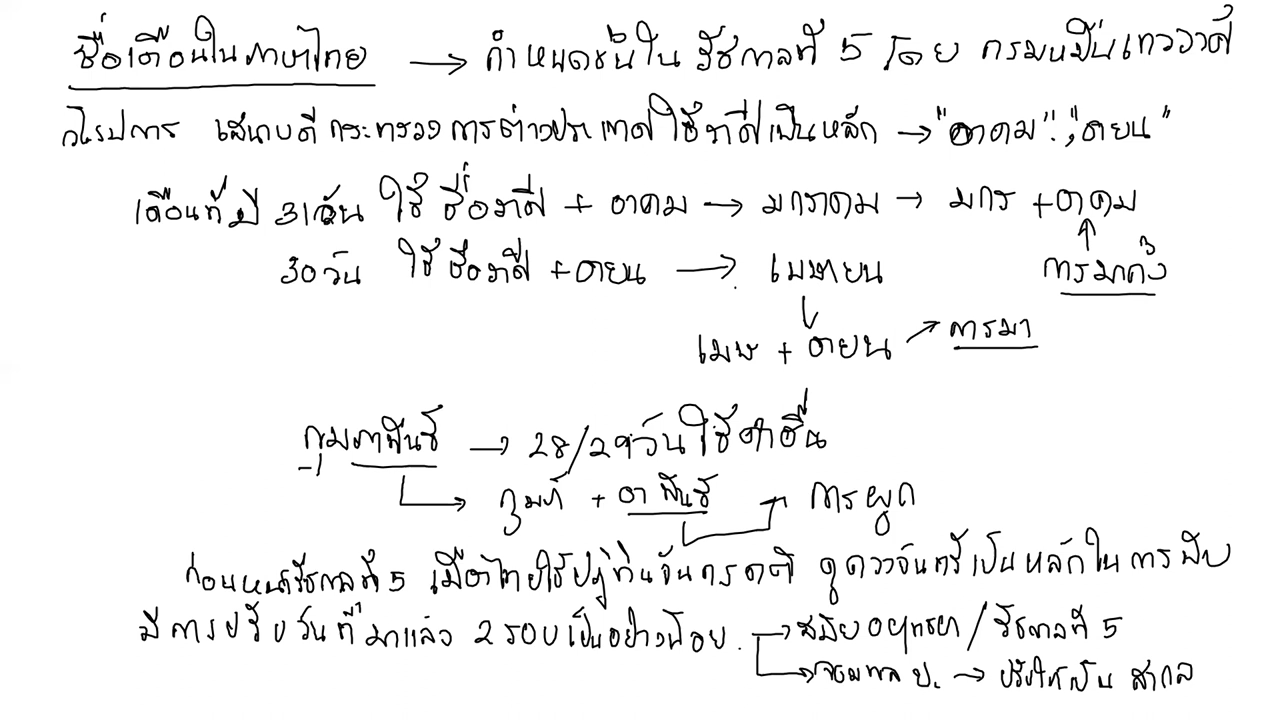 ชื่อเดือนในภาษาไทย → กำหนดขึ้นใน รัชกาลที่ 5 โดย กรมหมื่นเทววงศ์
วโรปการ เสนาบดีกระทรวงการต่างประเทศ ใช้ราศีเป็นหลัก → "อาคม", "อายน"
เดือนที่มี 31 วัน ใช้ ชื่อราศี + อาคม → มกราคม → มกร + อาคม
30 วัน ใช้ ชื่อราศี + อายน → เมษายน การมาถึง
เมษ + อายน การมา
กุมภาพันธ์ → 28/29 วัน ใช้คำอื่น
กุมภ์ + อาพันธ์ การผูก
ก่อนหน้ารัชกาลที่ 5 เมืองไทยใช้ปฏิทินจันทรคติ ดูดวงจันทร์เป็นหลักในการนับ
มีการปรับวันที่มาแล้ว 2 รอบเป็นอย่างน้อย. → สมัยอยุธยา / รัชกาลที่ 5
จอมพล ป. → ปรับให้เป็น สากล